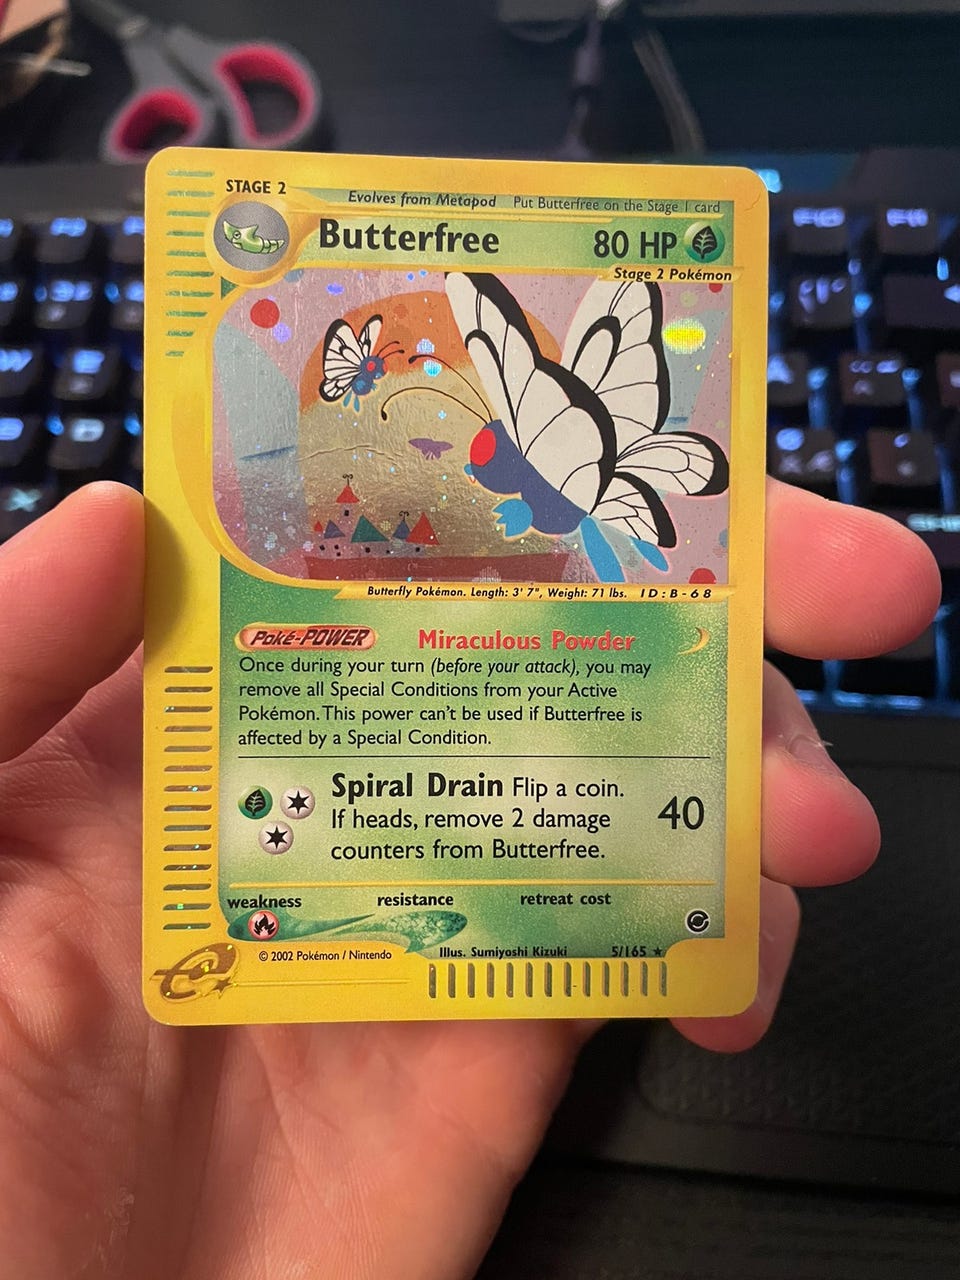 STAGE 2
Evolves from Metapod Put Butterfree on the Stage 1 card
Butterfree 80 HP
Stage 2 Pokémon
Butterfly Pokémon. Length: 3' 7", Weight: 71 lbs. ID:B-68
Poké-POWER Miraculous Powder
Once during your turn (before your attack), you may
remove all Special Conditions from your Active
Pokémon. This power can't be used if Butterfree is
affected by a Special Condition.
Spiral Drain Flip a coin.
If heads, remove 2 damage
counters from Butterfree.
40
weakness resistance retreat cost
© 2002 Pokémon / Nintendo Illus. Sumiyoshi Kizuki 5/165 ★
F10
F11
E
X